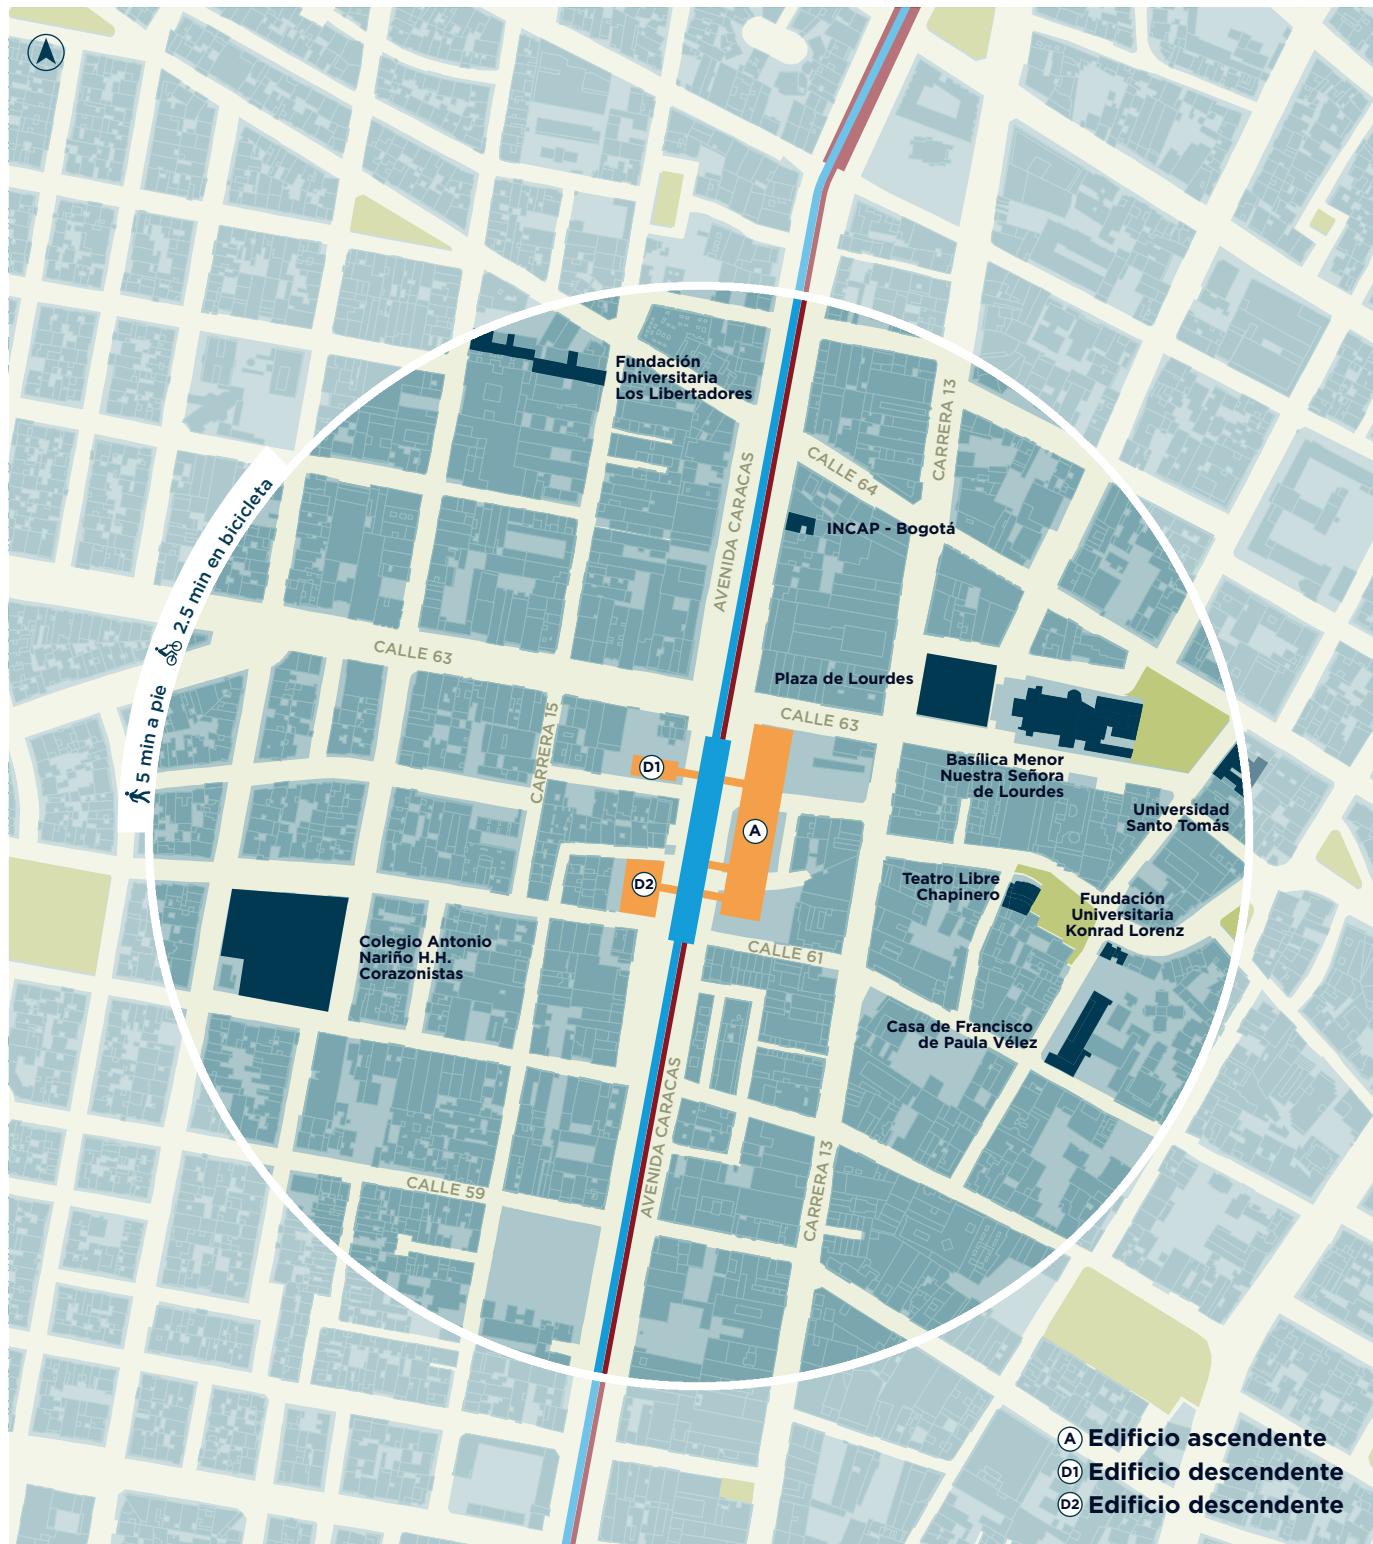 Fundación
Universitaria
Los Libertadores
CARRERA 13
CALLE 64
AVENIDA CARACAS
INCAP - Bogotá
2.5 min en bicicleta
5 min a pie
CALLE 63
Plaza de Lourdes
CALLE 63
CARRERA 15
D1
Basílica Menor
Nuestra Señora
de Lourdes
Universidad
Santo Tomás
A
D2
Teatro Libre
Chapinero
Fundación
Universitaria
Konrad Lorenz
Colegio Antonio
Nariño H.H.
Corazonistas
CALLE 61
Casa de Francisco
de Paula Vélez
AVENIDA CARACAS
CARRERA 13
CALLE 59
A Edificio ascendente
D1 Edificio descendente
D2 Edificio descendente